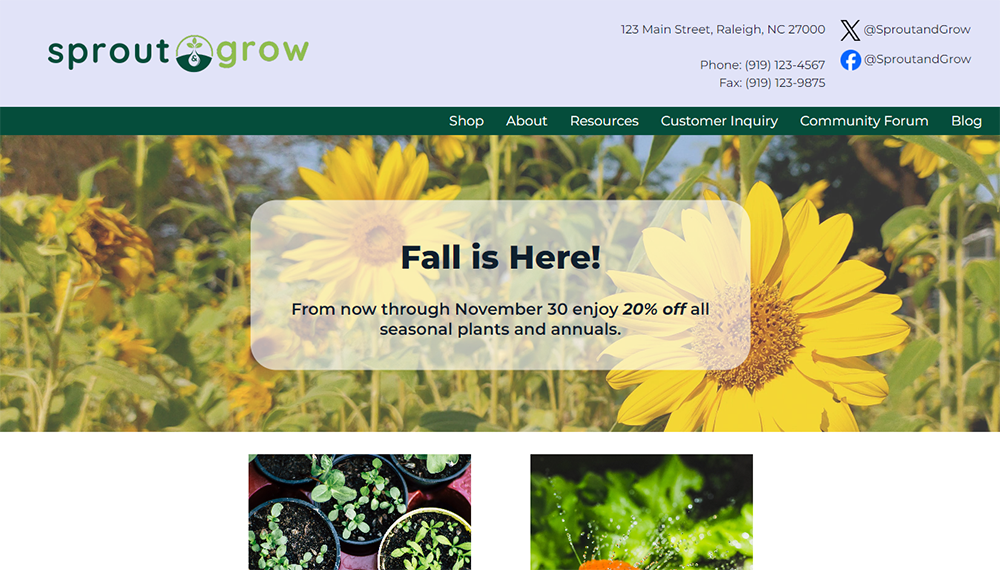 sprout & grow
123 Main Street, Raleigh, NC 27000
Phone: (919) 123-4567
Fax: (919) 123-9875
@SproutandGrow
@SproutandGrow
Shop About Resources Customer Inquiry Community Forum Blog
Fall is Here!
From now through November 30 enjoy 20% off all
seasonal plants and annuals.